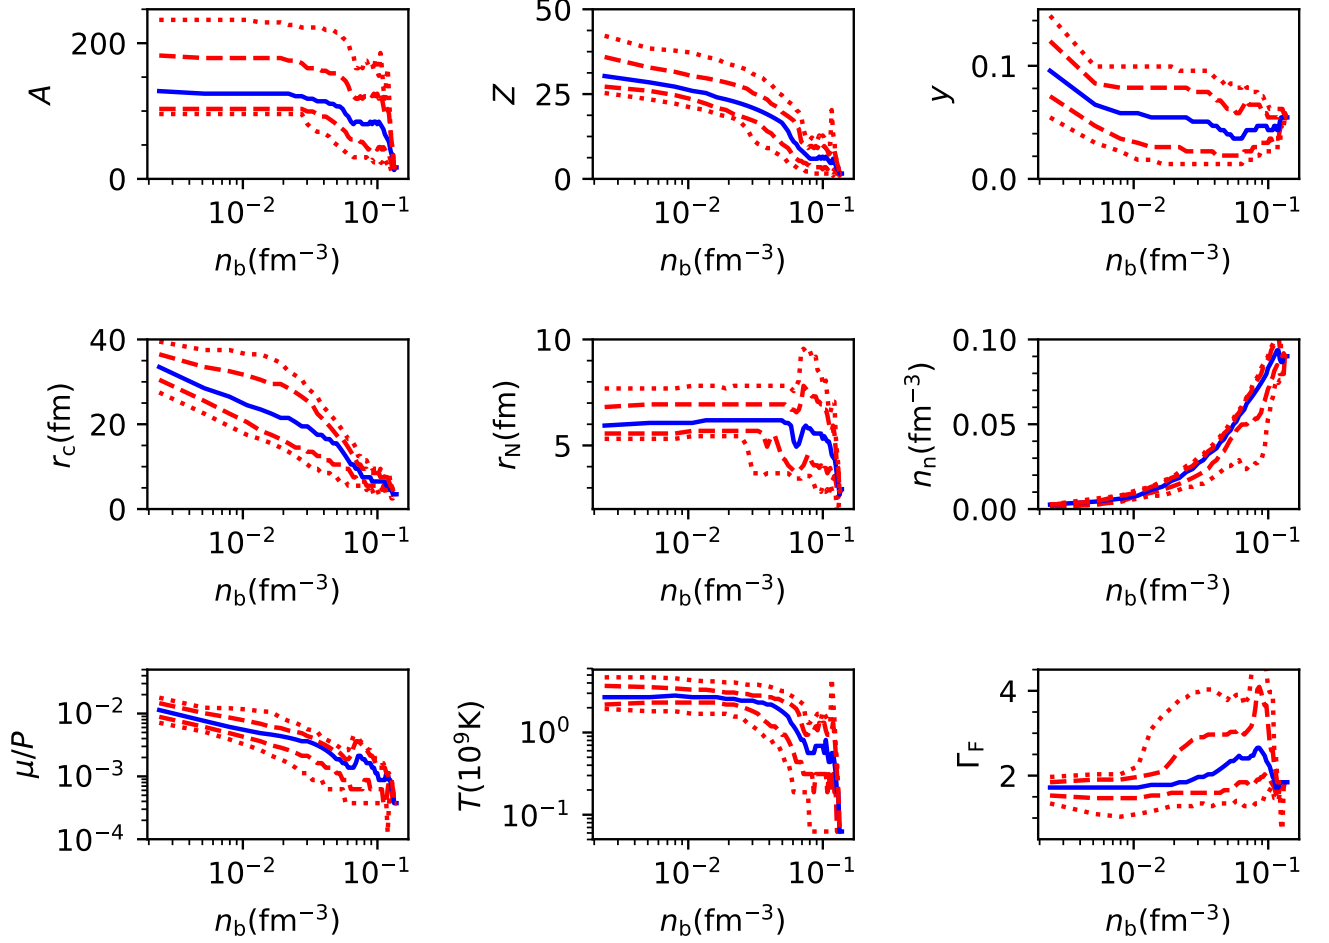 A
200
0
10⁻² 10⁻¹
n_b(fm⁻³)
Z
50
25
0
10⁻² 10⁻¹
n_b(fm⁻³)
y
0.1
0.0
10⁻² 10⁻¹
n_b(fm⁻³)
r_c(fm)
40
20
0
10⁻² 10⁻¹
n_b(fm⁻³)
r_N(fm)
10
5
10⁻² 10⁻¹
n_b(fm⁻³)
n_n(fm⁻³)
0.10
0.05
0.00
10⁻² 10⁻¹
n_b(fm⁻³)
μ/P
10⁻²
10⁻³
10⁻⁴
10⁻² 10⁻¹
n_b(fm⁻³)
T(10⁹K)
10⁰
10⁻¹
10⁻² 10⁻¹
n_b(fm⁻³)
Γ_F
4
2
10⁻² 10⁻¹
n_b(fm⁻³)